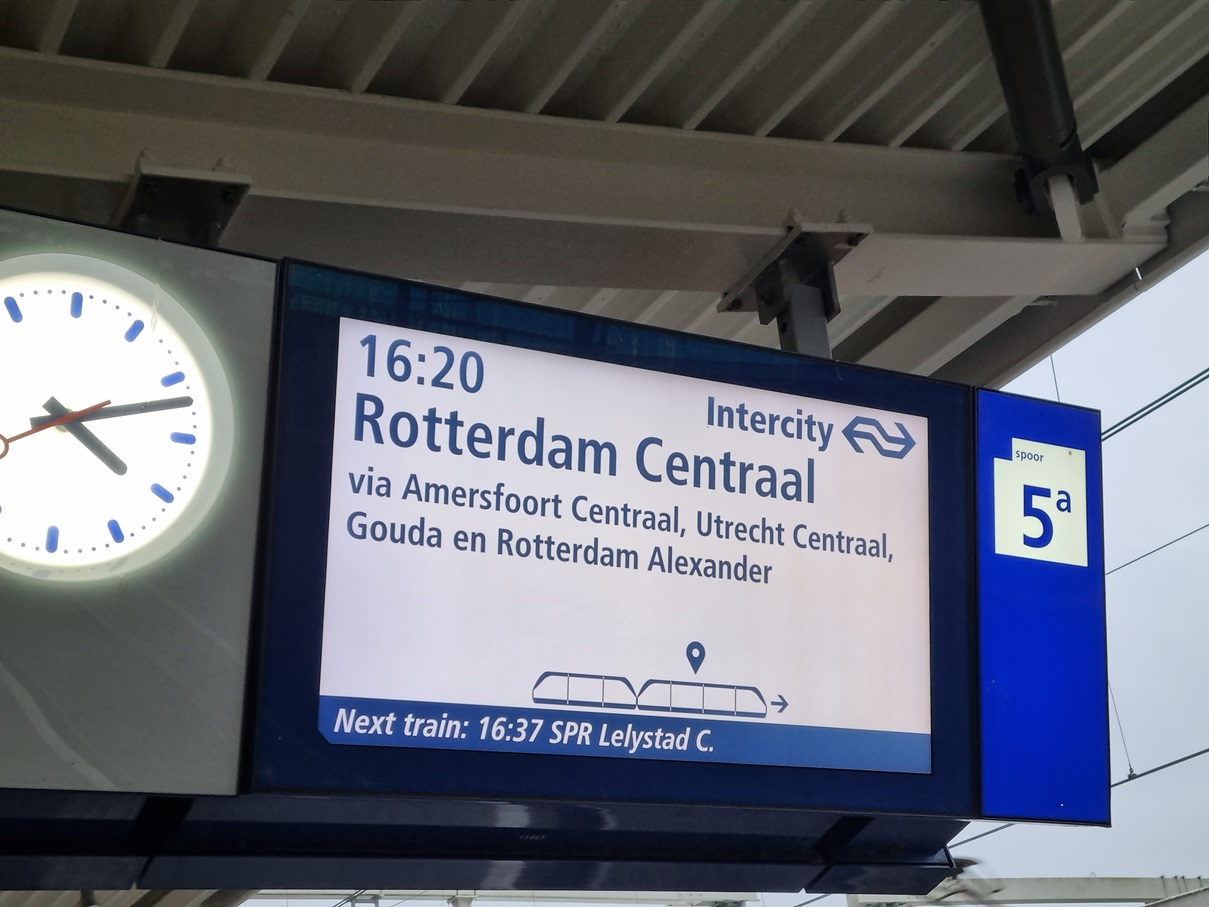 16:20
Intercity
Rotterdam Centraal
via Amersfoort Centraal, Utrecht Centraal,
Gouda en Rotterdam Alexander
Next train: 16:37 SPR Lelystad C.
spoor
5a